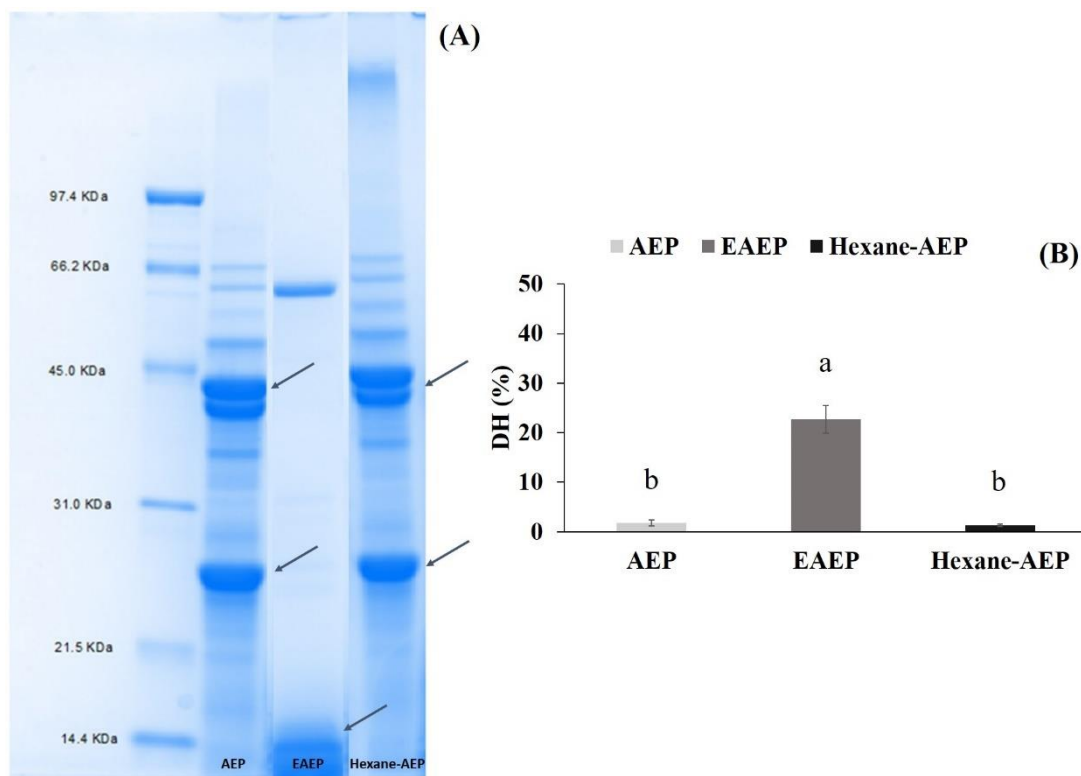 (A)
97.4 KDa
66.2 KDa
45.0 KDa
31.0 KDa
21.5 KDa
14.4 KDa
AEP EAEP Hexane-AEP
AEP EAEP Hexane-AEP
(B)
DH (%)
50
40
30
20
10
0
b
a
b
AEP EAEP Hexane-AEP